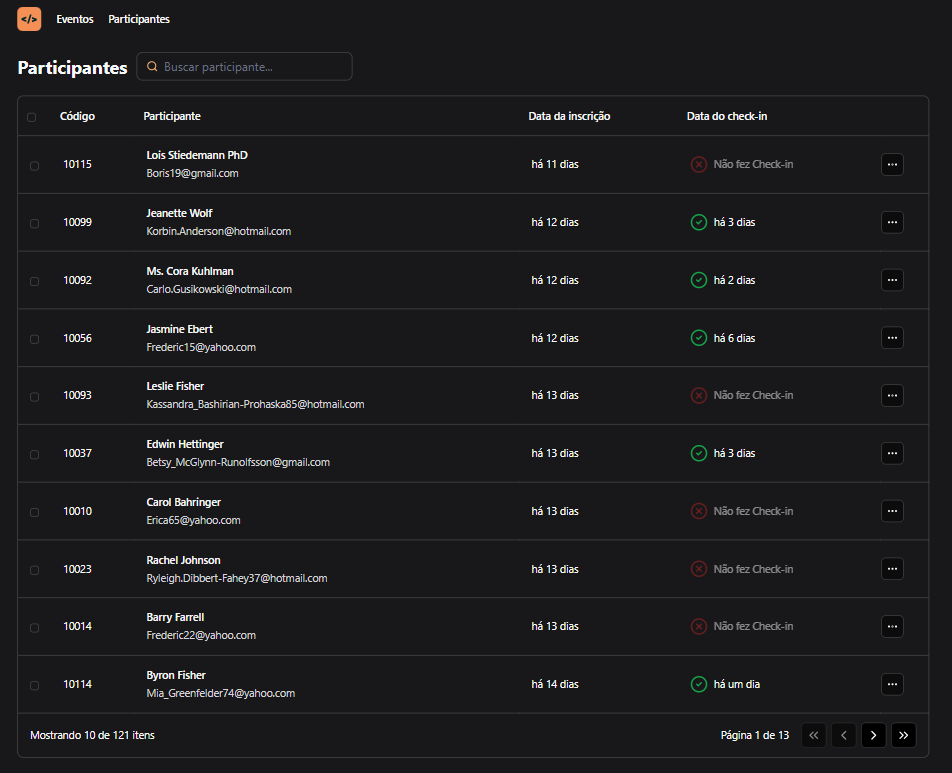 </>
Eventos Participantes
Participantes
Buscar participante...
Código Participante Data da inscrição Data do check-in
10115 Lois Stiedemann PhD há 11 dias Não fez Check-in
Boris19@gmail.com
10099 Jeanette Wolf há 12 dias há 3 dias
Korbin.Anderson@hotmail.com
10092 Ms. Cora Kuhlman há 12 dias há 2 dias
Carlo.Gusikowski@hotmail.com
10056 Jasmine Ebert há 12 dias há 6 dias
Frederic15@yahoo.com
10093 Leslie Fisher há 13 dias Não fez Check-in
Kassandra_Bashirian-Prohaska85@hotmail.com
10037 Edwin Hettinger há 13 dias há 3 dias
Betsy_McGlynn-Runolfsson@gmail.com
10010 Carol Bahringer há 13 dias Não fez Check-in
Erica65@yahoo.com
10023 Rachel Johnson há 13 dias Não fez Check-in
Ryleigh.Dibbert-Fahey37@hotmail.com
10014 Barry Farrell há 13 dias Não fez Check-in
Frederic22@yahoo.com
10114 Byron Fisher há 14 dias há um dia
Mia_Greenfelder74@yahoo.com
Mostrando 10 de 121 itens Página 1 de 13